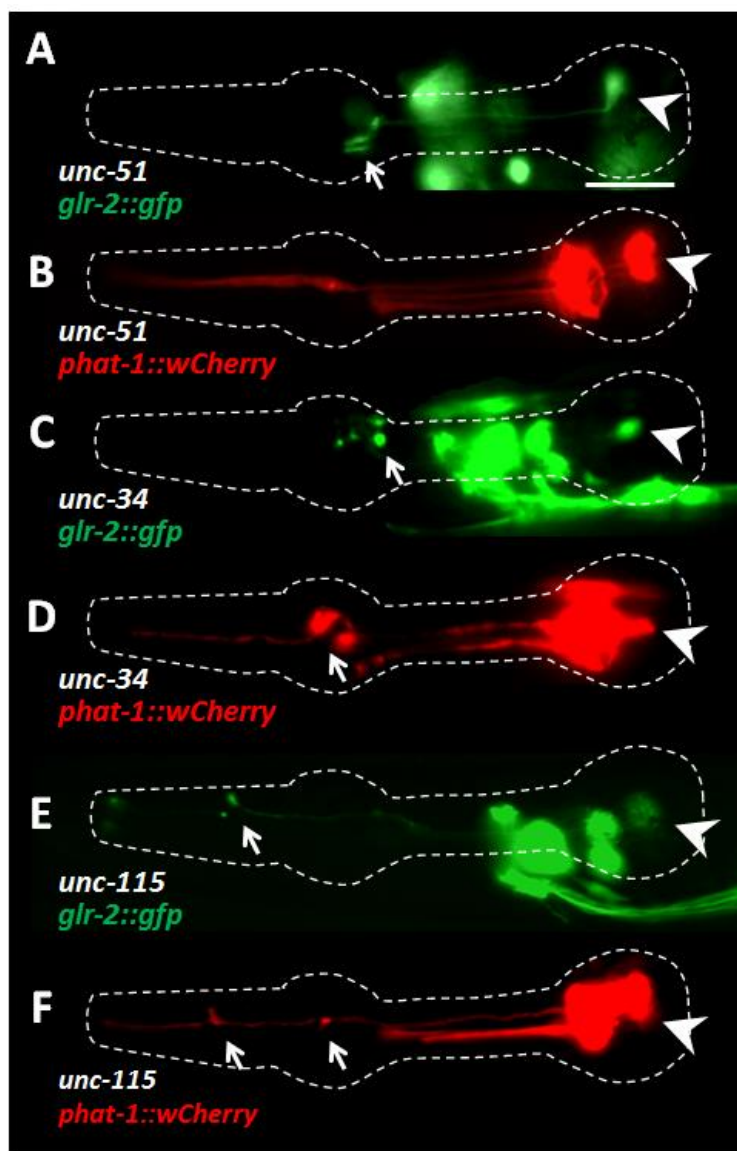 A
unc-51
glr-2::gfp
B
unc-51
phat-1::wCherry
C
unc-34
glr-2::gfp
D
unc-34
phat-1::wCherry
E
unc-115
glr-2::gfp
F
unc-115
phat-1::wCherry